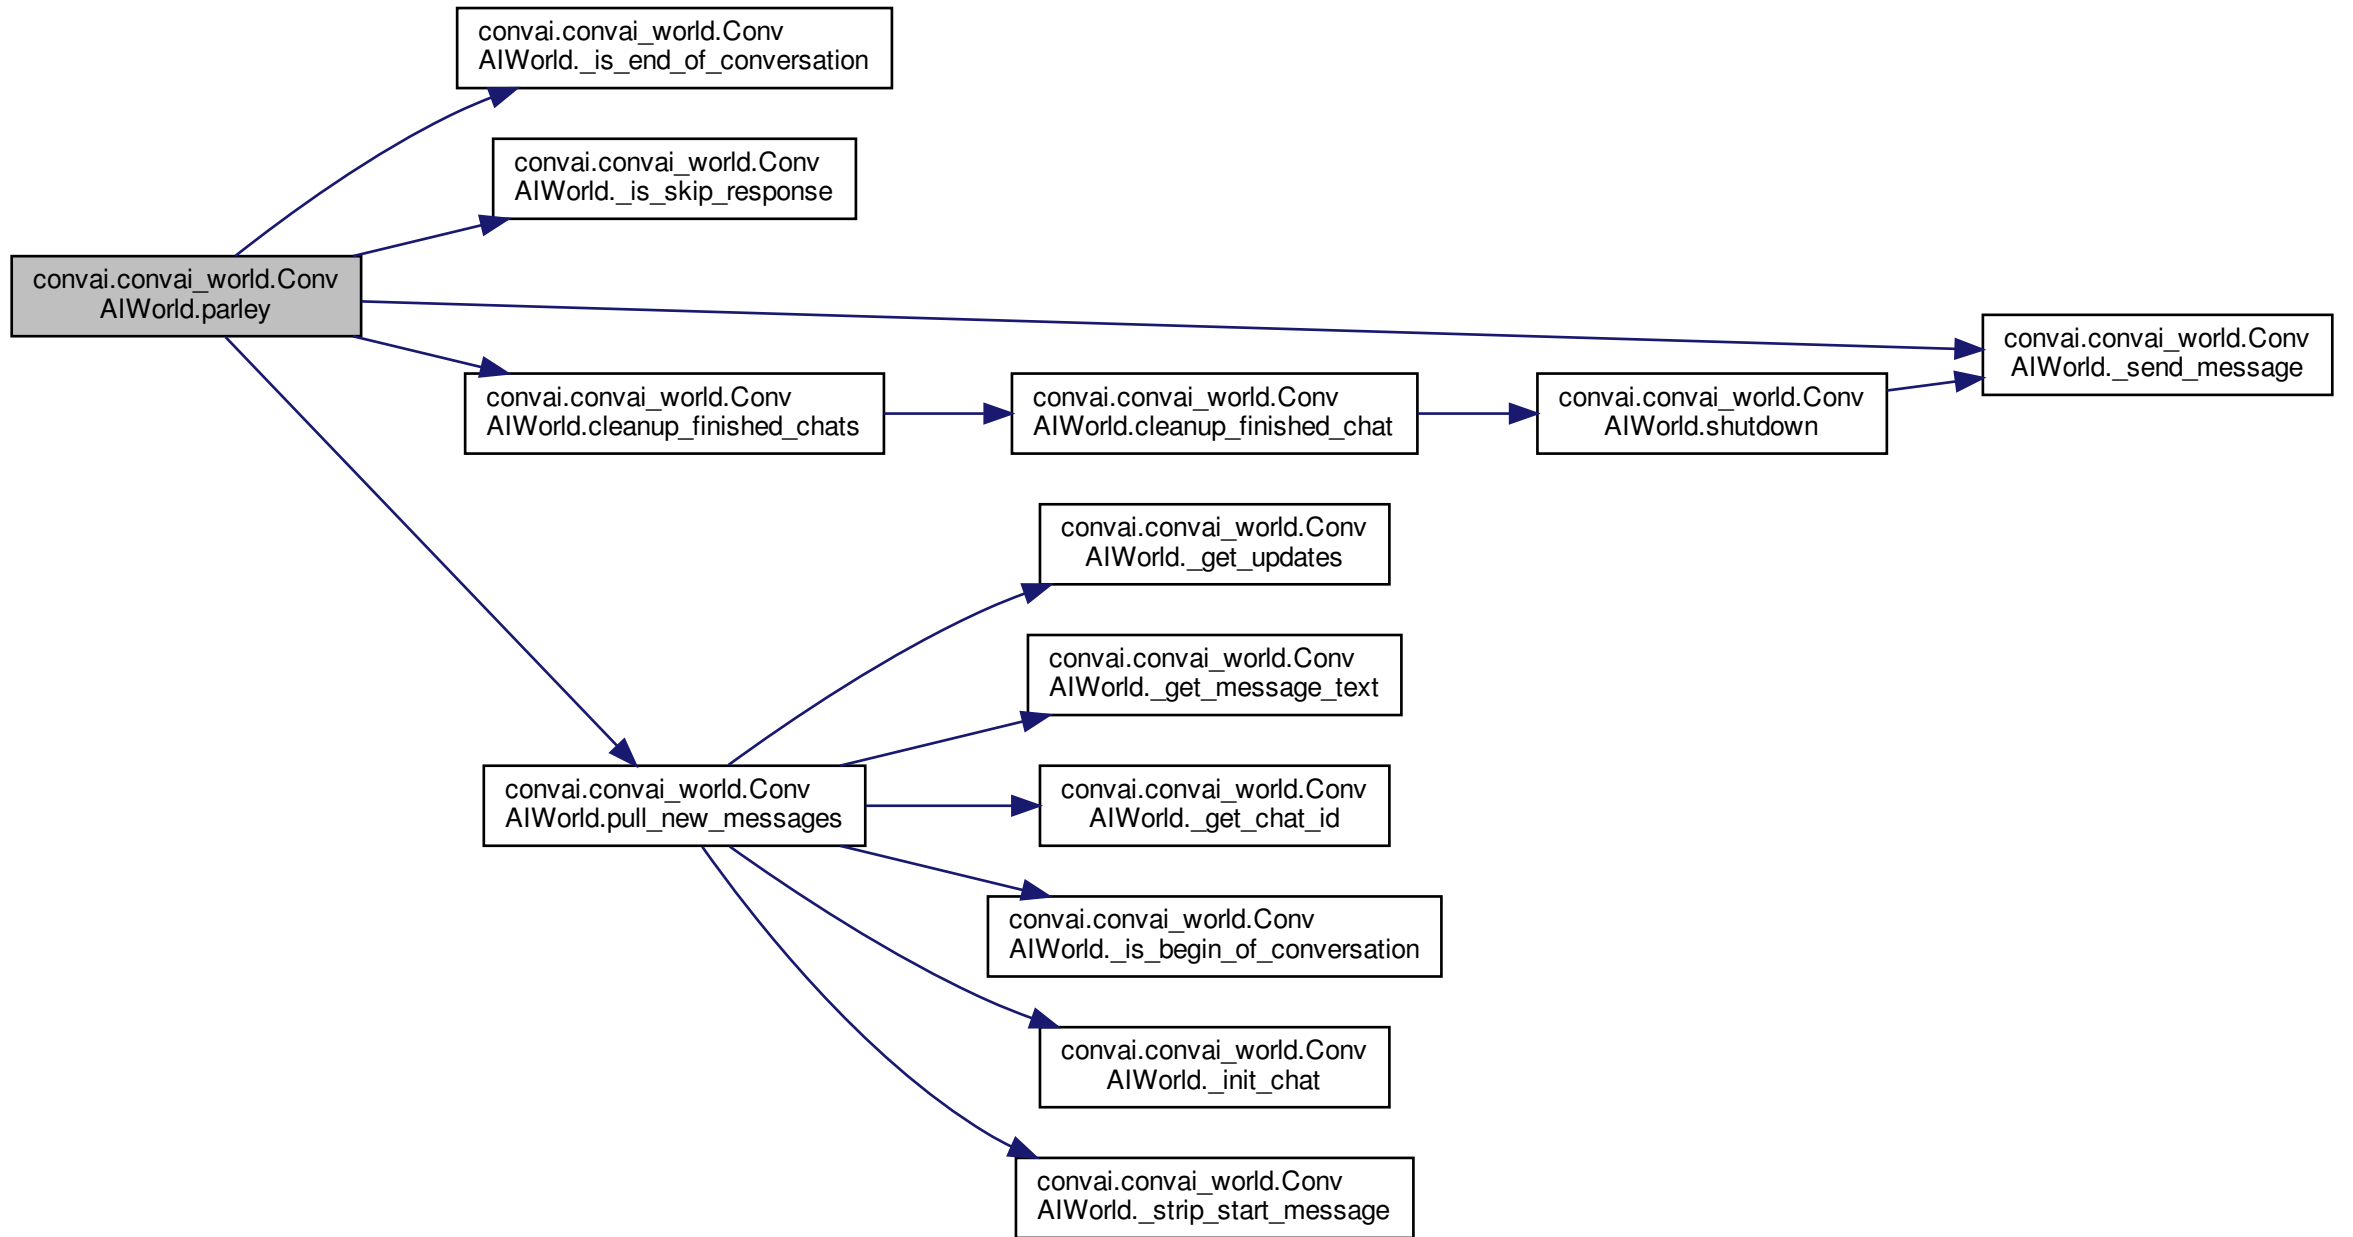 convai.convai_world.Conv
AIWorld._is_end_of_conversation
convai.convai_world.Conv
AIWorld._is_skip_response
convai.convai_world.Conv
AIWorld.parley
convai.convai_world.Conv
AIWorld._send_message
convai.convai_world.Conv
AIWorld.cleanup_finished_chats
convai.convai_world.Conv
AIWorld.cleanup_finished_chat
convai.convai_world.Conv
AIWorld.shutdown
convai.convai_world.Conv
AIWorld._get_updates
convai.convai_world.Conv
AIWorld._get_message_text
convai.convai_world.Conv
AIWorld.pull_new_messages
convai.convai_world.Conv
AIWorld._get_chat_id
convai.convai_world.Conv
AIWorld._is_begin_of_conversation
convai.convai_world.Conv
AIWorld._init_chat
convai.convai_world.Conv
AIWorld._strip_start_message